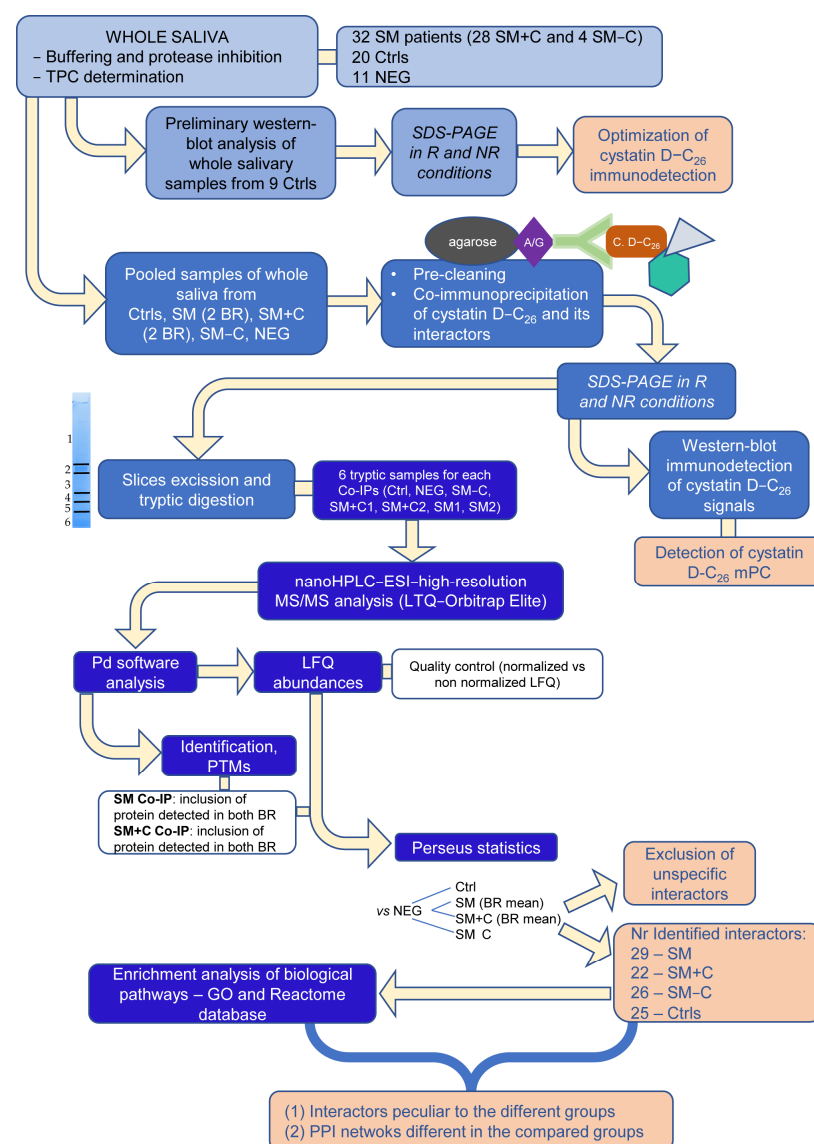 WHOLE SALIVA
– Buffering and protease inhibition
– TPC determination
32 SM patients (28 SM+C and 4 SM–C)
20 Ctrls
11 NEG
Preliminary western-
blot analysis of
whole salivary
samples from 9 Ctrls
SDS-PAGE
in R and NR
conditions
Optimization of
cystatin D–C26
immunodetection
agarose
A/G
C. D–C26
Pooled samples of whole
saliva from
Ctrls, SM (2 BR), SM+C
(2 BR), SM–C, NEG
• Pre-cleaning
• Co-immunoprecipitation
of cystatin D–C26 and its
interactors
SDS-PAGE in R
and NR conditions
1
2
3
4
5
6
Slices excission and
tryptic digestion
6 tryptic samples for each
Co-IPs (Ctrl, NEG, SM–C,
SM+C1, SM+C2, SM1, SM2)
Western-blot
immunodetection
of cystatin D–C26
signals
Detection of cystatin
D-C26 mPC
nanoHPLC–ESI–high-resolution
MS/MS analysis (LTQ–Orbitrap Elite)
Pd software
analysis
LFQ
abundances
Quality control (normalized vs
non normalized LFQ)
Identification,
PTMs
SM Co-IP: inclusion of
protein detected in both BR
SM+C Co-IP: inclusion of
protein detected in both BR
Perseus statistics
vs NEG
Ctrl
SM (BR mean)
SM+C (BR mean)
SM C
Exclusion of
unspecific
interactors
Nr Identified interactors:
29 – SM
22 – SM+C
26 – SM–C
25 – Ctrls
Enrichment analysis of biological
pathways – GO and Reactome
database
(1) Interactors peculiar to the different groups
(2) PPI netwoks different in the compared groups